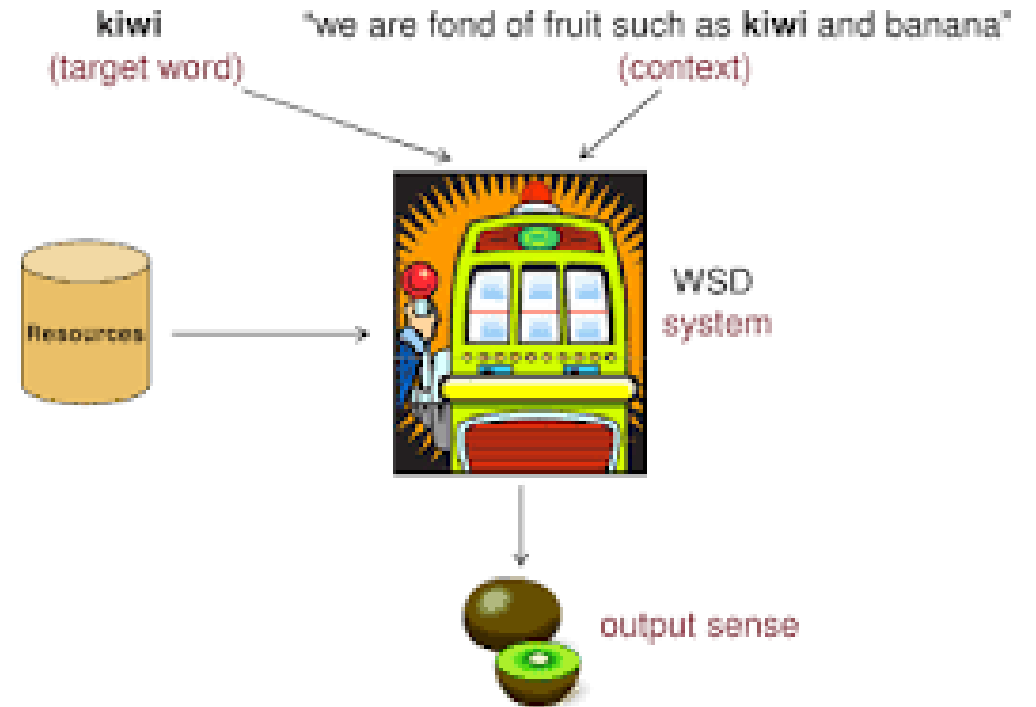 kiwi
(target word)
"we are fond of fruit such as kiwi and banana"
(context)
Resources
WSD
system
output sense